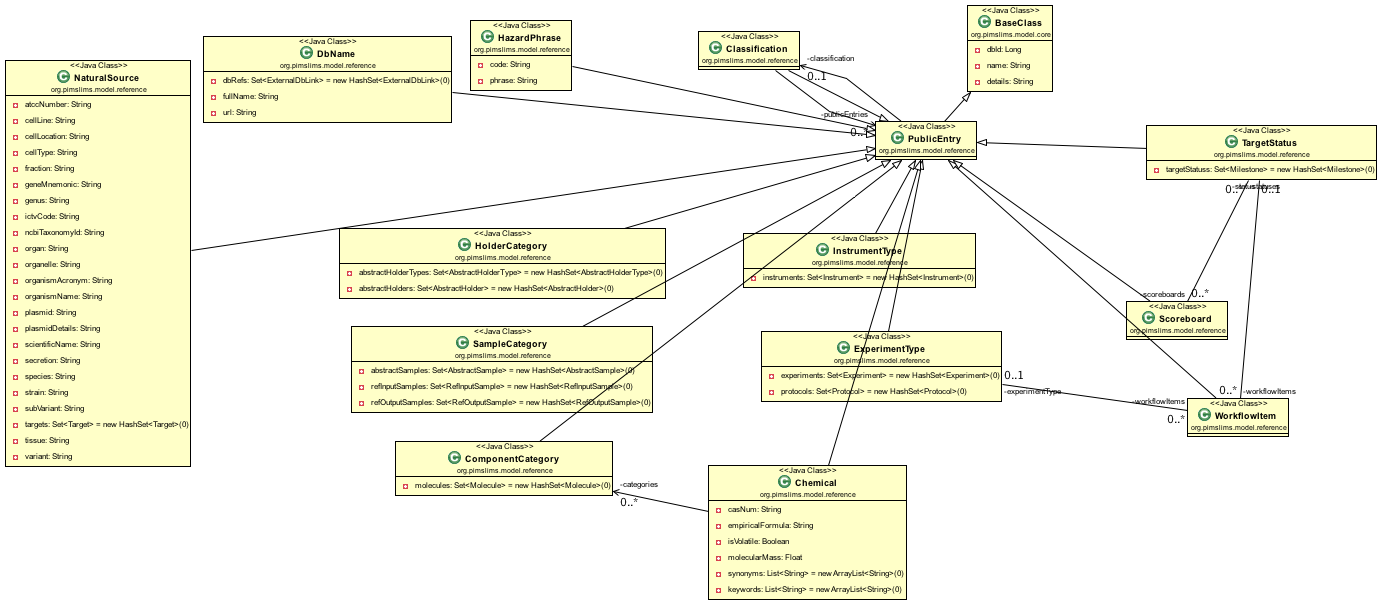 <<Java Class>>
NaturalSource
org.pimslims.model.reference
atccNumber: String
cellLine: String
cellLocation: String
cellType: String
fraction: String
geneMnemonic: String
genus: String
ictvCode: String
ncbiTaxonomyId: String
organ: String
organelle: String
organismAcronym: String
organismName: String
plasmid: String
plasmidDetails: String
scientificName: String
secretion: String
species: String
strain: String
subVariant: String
targets: Set<Target> = new HashSet<Target>(0)
tissue: String
variant: String
<<Java Class>>
DbName
org.pimslims.model.reference
dbRefs: Set<ExternalDbLink> = new HashSet<ExternalDbLink>(0)
fullName: String
url: String
<<Java Class>>
HazardPhrase
org.pimslims.model.reference
code: String
phrase: String
<<Java Class>>
Classification
org.pimslims.model.reference
-classification
0..1
-publicEntries
0..*
<<Java Class>>
BaseClass
org.pimslims.model.core
dbId: Long
name: String
details: String
<<Java Class>>
PublicEntry
org.pimslims.model.reference
<<Java Class>>
TargetStatus
org.pimslims.model.reference
targetStatuss: Set<Milestone> = new HashSet<Milestone>(0)
0..1
<<Java Class>>
HolderCategory
org.pimslims.model.reference
abstractHolderTypes: Set<AbstractHolderType> = new HashSet<AbstractHolderType>(0)
abstractHolders: Set<AbstractHolder> = new HashSet<AbstractHolder>(0)
<<Java Class>>
InstrumentType
org.pimslims.model.reference
instruments: Set<Instrument> = new HashSet<Instrument>(0)
-scoreboards
0..*
<<Java Class>>
Scoreboard
org.pimslims.model.reference
<<Java Class>>
SampleCategory
org.pimslims.model.reference
abstractSamples: Set<AbstractSample> = new HashSet<AbstractSample>(0)
refInputSamples: Set<RefInputSample> = new HashSet<RefInputSample>(0)
refOutputSamples: Set<RefOutputSample> = new HashSet<RefOutputSample>(0)
<<Java Class>>
ExperimentType
org.pimslims.model.reference
experiments: Set<Experiment> = new HashSet<Experiment>(0)
protocols: Set<Protocol> = new HashSet<Protocol>(0)
0..1
-experimentType
-workflowItems
0..*
0..*
-workflowItems
<<Java Class>>
WorkflowItem
org.pimslims.model.reference
<<Java Class>>
ComponentCategory
org.pimslims.model.reference
molecules: Set<Molecule> = new HashSet<Molecule>(0)
-categories
0..*
<<Java Class>>
Chemical
org.pimslims.model.reference
casNum: String
empiricalFormula: String
isVolatile: Boolean
molecularMass: Float
synonyms: List<String> = new ArrayList<String>(0)
keywords: List<String> = new ArrayList<String>(0)